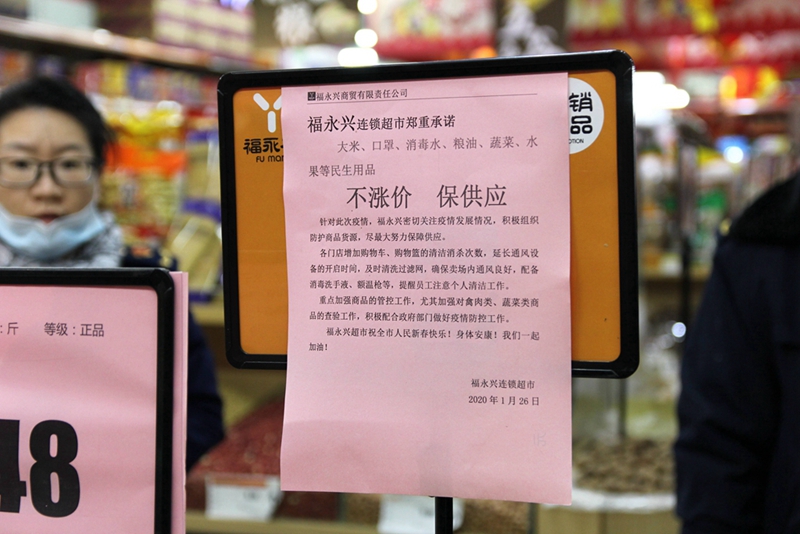 福永兴商贸有限责任公司
福永兴连锁超市郑重承诺
大米、口罩、消毒水、粮油、蔬菜、水
果等民生用品
不涨价 保供应
针对此次疫情，福永兴密切关注疫情发展情况，积极组织
防护商品货源，尽最大努力保障供应。
各门店增加购物车、购物篮的清洁消杀次数，延长通风设
备的开启时间，及时清洗过滤网，确保卖场内通风良好，配备
消毒洗手液、额温枪等，提醒员工注意个人清洁工作。
重点加强商品的管控工作，尤其加强对禽肉类、蔬菜类商
品的查验工作，积极配合政府部门做好疫情防控工作。
福永兴超市祝全市人民新春快乐！身体安康！我们一起
加油！
福永兴连锁超市
2020年1月26日
福永
FU
销
品
斤 等级:正品
48